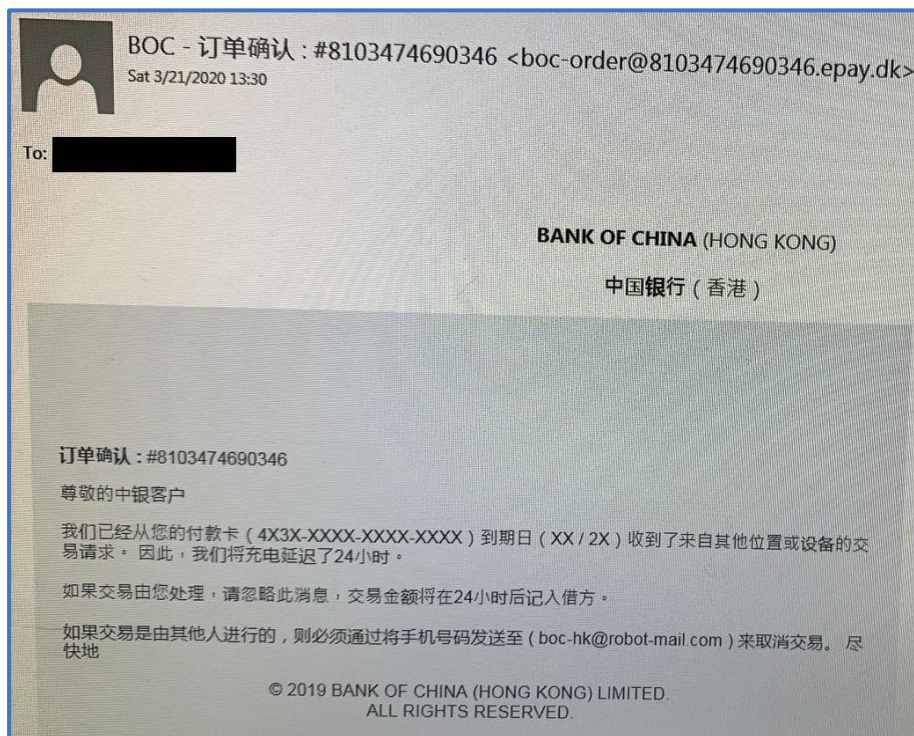 BOC - 订单确认：#8103474690346 <boc-order@8103474690346.epay.dk>
Sat 3/21/2020 13:30
To:
BANK OF CHINA (HONG KONG)
中国银行（香港）
订单确认：#8103474690346
尊敬的中银客户
我们已经从您的付款卡（4X3X-XXXX-XXXX-XXXX）到期日（XX / 2X）收到了来自其他位置或设备的交
易请求。 因此，我们将充电延迟了24小时。
如果交易由您处理，请忽略此消息，交易金额将在24小时后记入借方。
如果交易是由其他人进行的，则必须通过将手机号码发送至（boc-hk@robot-mail.com）来取消交易。 尽
快地
© 2019 BANK OF CHINA (HONG KONG) LIMITED.
ALL RIGHTS RESERVED.